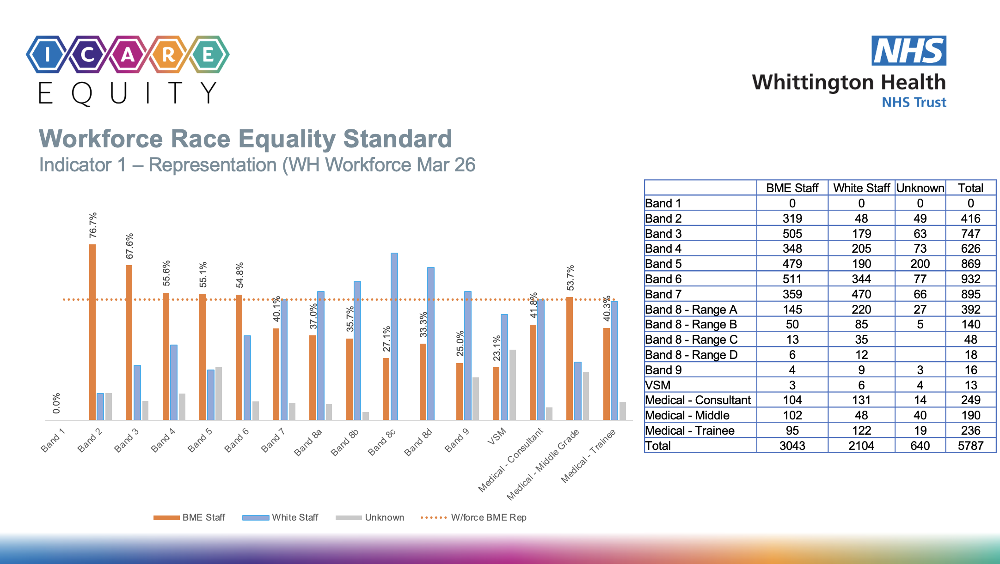 I C A R E
EQUITY
NHS
Whittington Health
NHS Trust
Workforce Race Equality Standard
Indicator 1 – Representation (WH Workforce Mar 26
0.0%
76.7%
67.6%
55.6%
55.1%
54.8%
40.1%
37.0%
35.7%
27.1%
33.3%
25.0%
23.1%
41.8%
53.7%
40.3%
Band 1
Band 2
Band 3
Band 4
Band 5
Band 6
Band 7
Band 8a
Band 8b
Band 8c
Band 8d
Band 9
VSM
Medical - Consultant
Medical - Middle Grade
Medical - Trainee
BME Staff White Staff Unknown W/force BME Rep
BME Staff White Staff Unknown Total
Band 1 0 0 0 0
Band 2 319 48 49 416
Band 3 505 179 63 747
Band 4 348 205 73 626
Band 5 479 190 200 869
Band 6 511 344 77 932
Band 7 359 470 66 895
Band 8 - Range A 145 220 27 392
Band 8 - Range B 50 85 5 140
Band 8 - Range C 13 35 48
Band 8 - Range D 6 12 18
Band 9 4 9 3 16
VSM 3 6 4 13
Medical - Consultant 104 131 14 249
Medical - Middle 102 48 40 190
Medical - Trainee 95 122 19 236
Total 3043 2104 640 5787